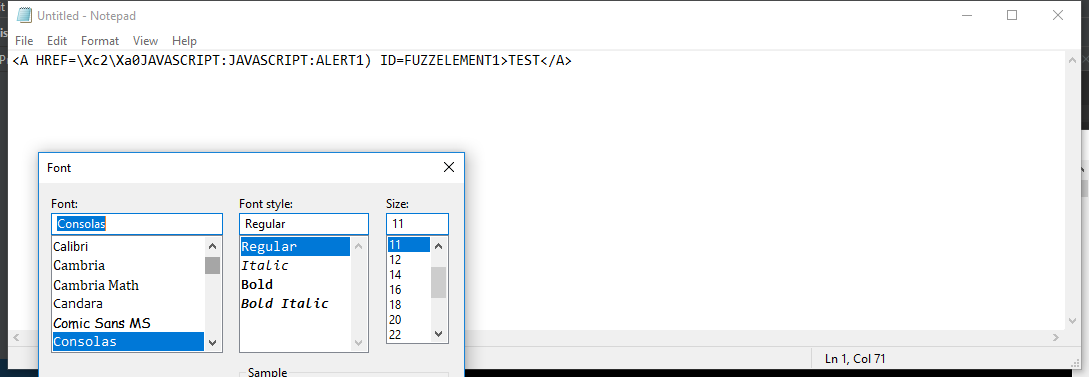 Untitled - Notepad
File Edit Format View Help
<A HREF=\Xc2\Xa0JAVASCRIPT:JAVASCRIPT:ALERT1) ID=FUZZELEMENT1>TEST</A>
Font
Font: Font style: Size:
Consolas Regular 11
Calibri Regular 11
Cambria Italic 12
Cambria Math Bold 14
Candara Bold Italic 16
Comic Sans MS 18
Consolas 20
22
Sample
Ln 1, Col 71